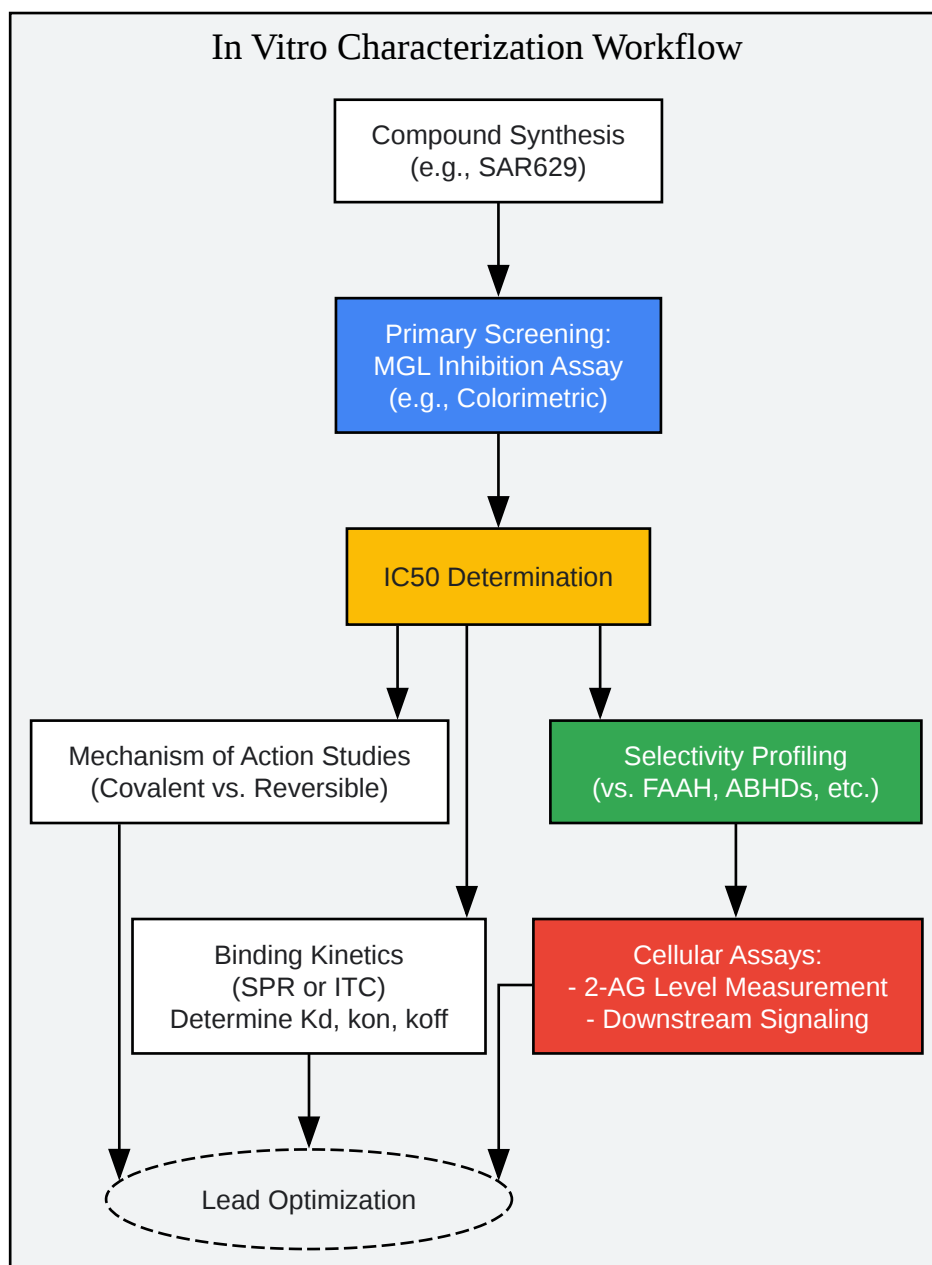 In Vitro Characterization Workflow
Compound Synthesis
(e.g., SAR629)
Primary Screening:
MGL Inhibition Assay
(e.g., Colorimetric)
IC50 Determination
Mechanism of Action Studies
(Covalent vs. Reversible)
Selectivity Profiling
(vs. FAAH, ABHDs, etc.)
Binding Kinetics
(SPR or ITC)
Determine Kd, kon, koff
Cellular Assays:
- 2-AG Level Measurement
- Downstream Signaling
Lead Optimization